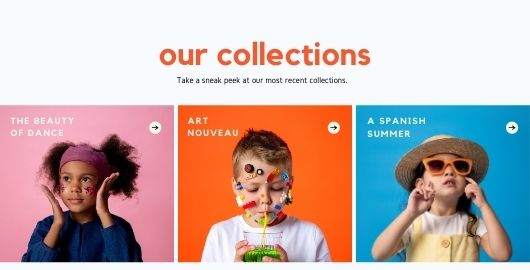 our collections
Take a sneak peek at our most recent collections.
THE BEAUTY
OF DANCE
ART
NOUVEAU
A SPANISH
SUMMER